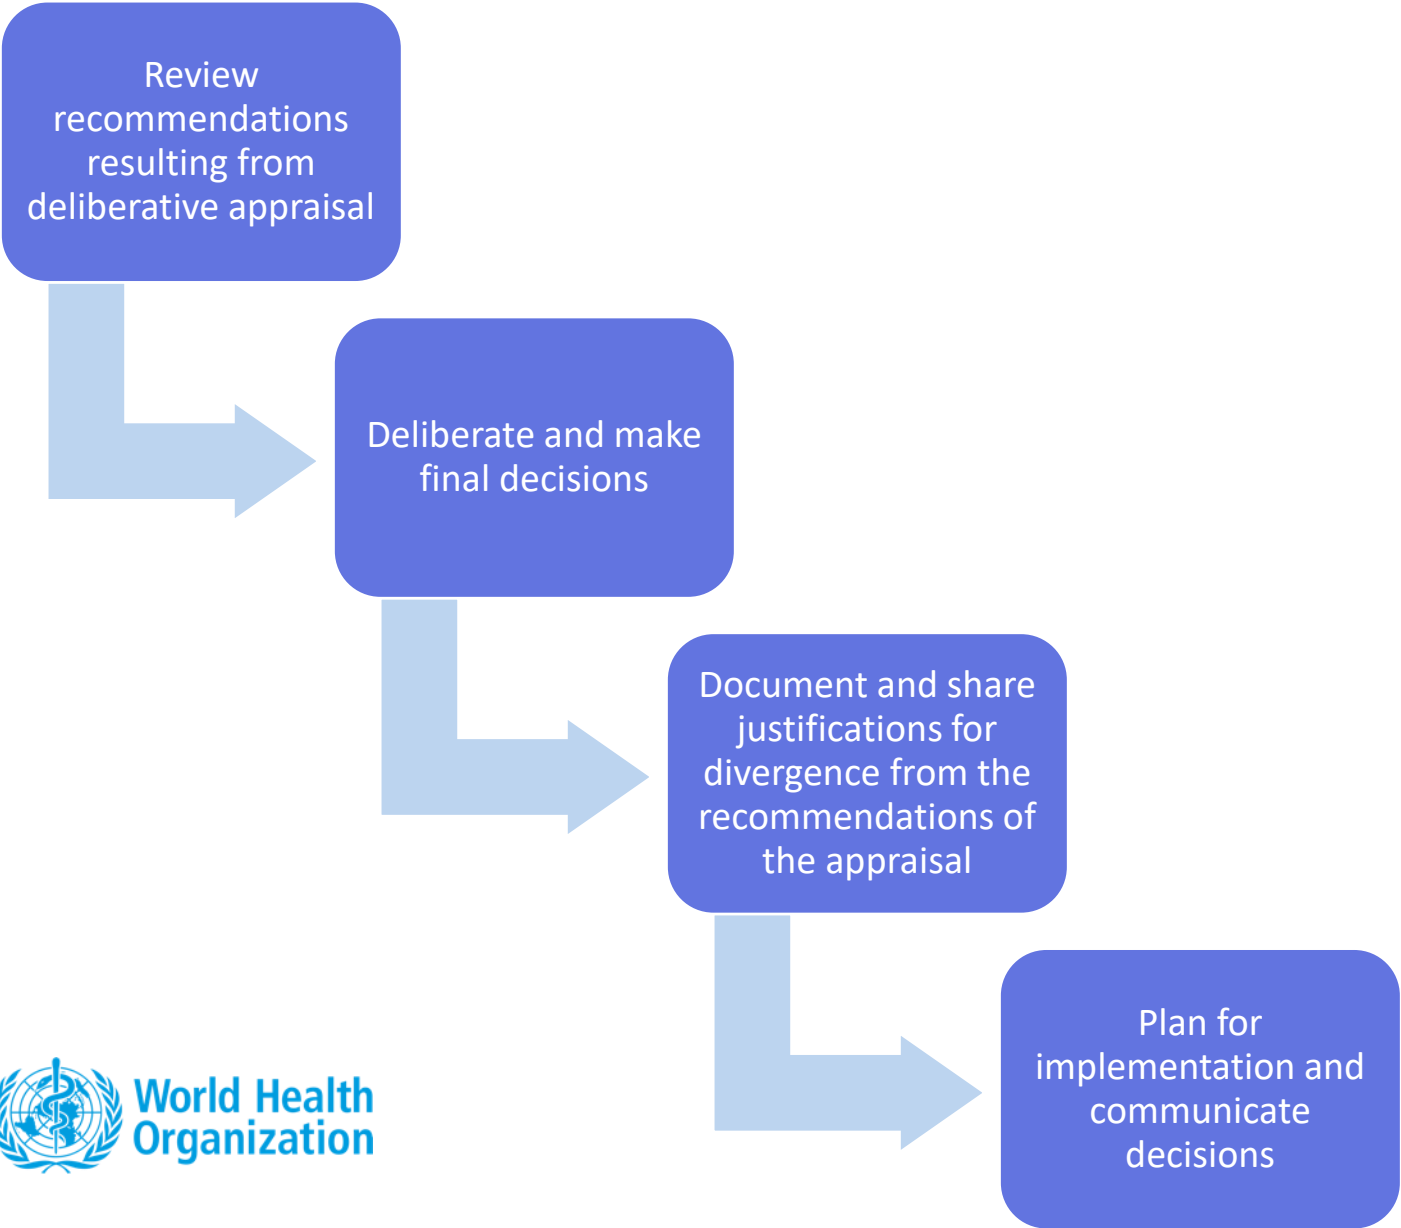 Review
recommendations
resulting from
deliberative appraisal
Deliberate and make
final decisions
Document and share
justifications for
divergence from the
recommendations of
the appraisal
Plan for
implementation and
communicate
decisions
World Health
Organization